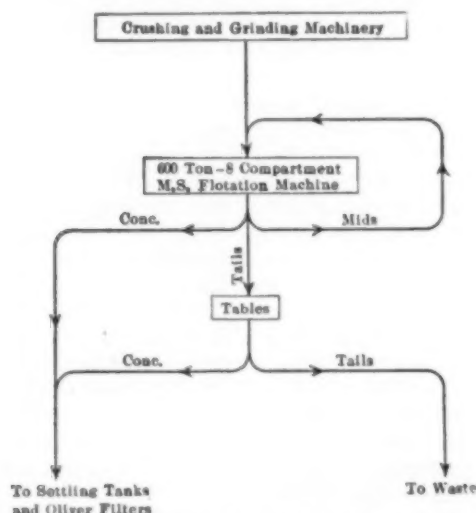 Crushing and Grinding Machinery
600 Ton-8 Compartment
M.S. Flotation Machine
Conc.
Mids
Tails
Tables
Conc.
Tails
To Settling Tanks
and Oliver Filters
To Waste